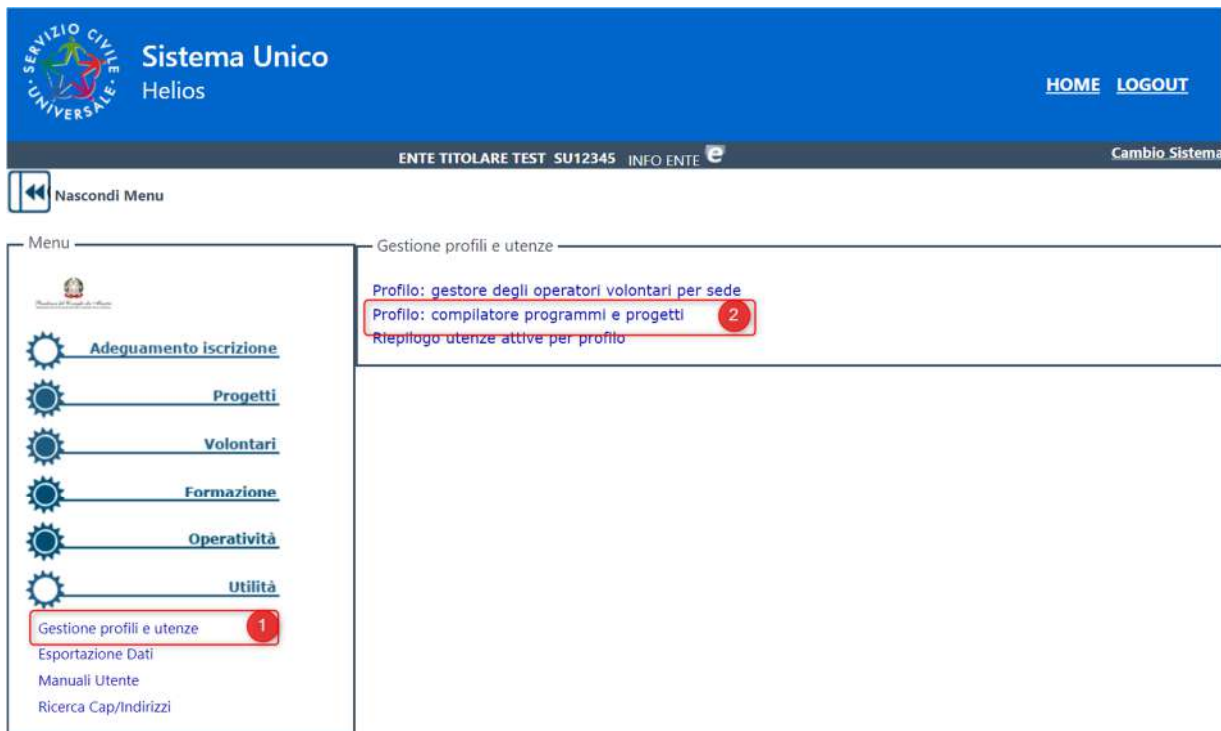 SERVIZIO CIVILE UNIVERSALE
Sistema Unico
Helios
HOME LOGOUT
ENTE TITOLARE TEST SU12345 INFO ENTE e
Cambio Sistema
Nascondi Menu
Menu
Adeguamento iscrizione
Progetti
Volontari
Formazione
Operatività
Utilità
Gestione profili e utenze 1
Esportazione Dati
Manuali Utente
Ricerca Cap/Indirizzi
Gestione profili e utenze
Profilo: gestore degli operatori volontari per sede
Profilo: compilatore programmi e progetti 2
Riepilogo utenze attive per profilo